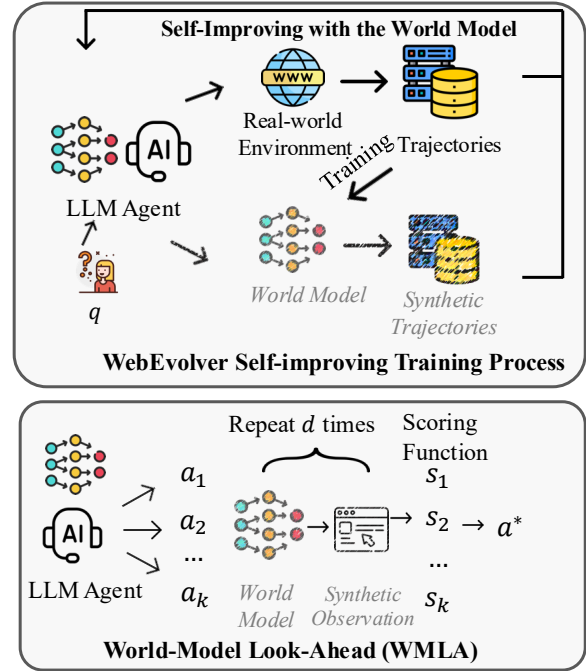 Self-Improving with the World Model
WWW
Real-world
Environment
Trajectories
Training
AI
LLM Agent
q
World Model
Synthetic
Trajectories
WebEvolver Self-improving Training Process
Repeat d times
Scoring
Function
AI
LLM Agent
a₁
a₂
...
aₖ
World
Model
Synthetic
Observation
s₁
s₂ → a*
...
sₖ
World-Model Look-Ahead (WMLA)